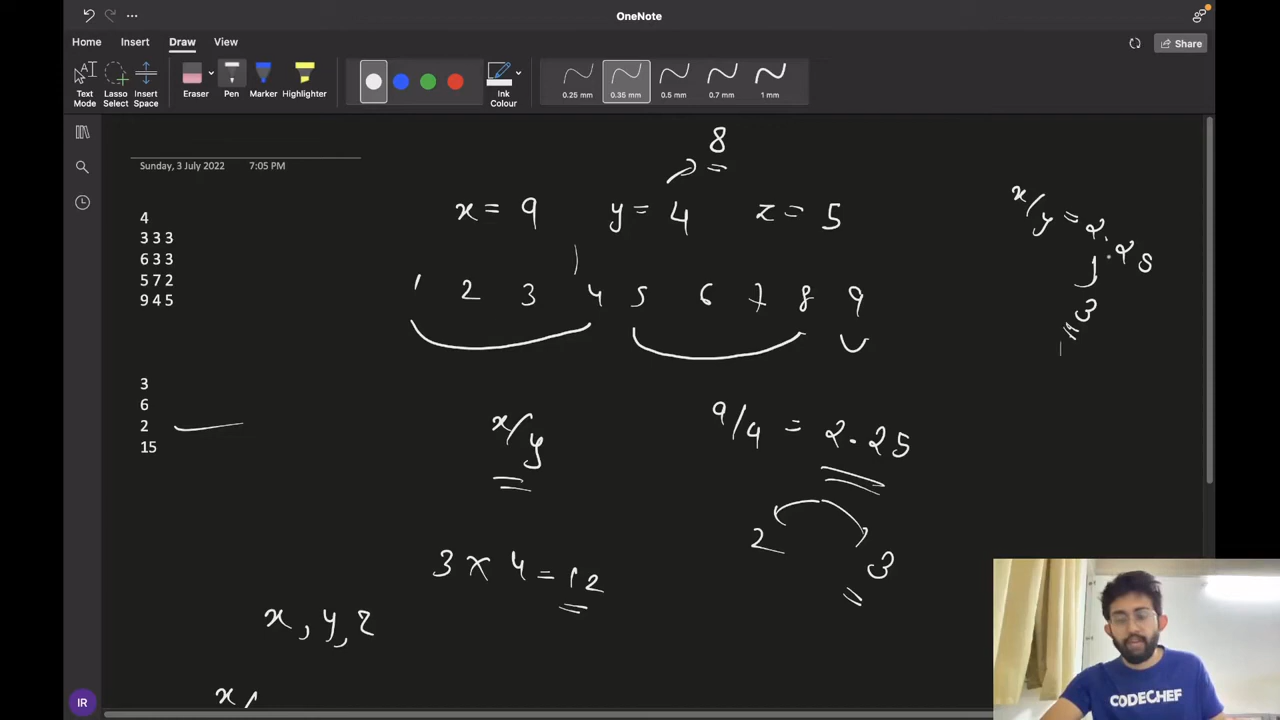 OneNote
Home Insert Draw View
Share
Text Mode
Lasso Select
Insert Space
Eraser
Pen
Marker
Highlighter
Ink Colour
0.25 mm
0.35 mm
0.5 mm
0.7 mm
1 mm
Sunday, 3 July 2022 7:05 PM
8
x = 9 y = 4 z = 5
x/y = 2.25
3
4
3 3 3
6 3 3
5 7 2
9 4 5
1 2 3 4 5 6 7 8 9
3
6
2
15
x/y
9/4 = 2.25
2 3
3 x 4 = 12
x, y, z
x /
IR
CODECHEF